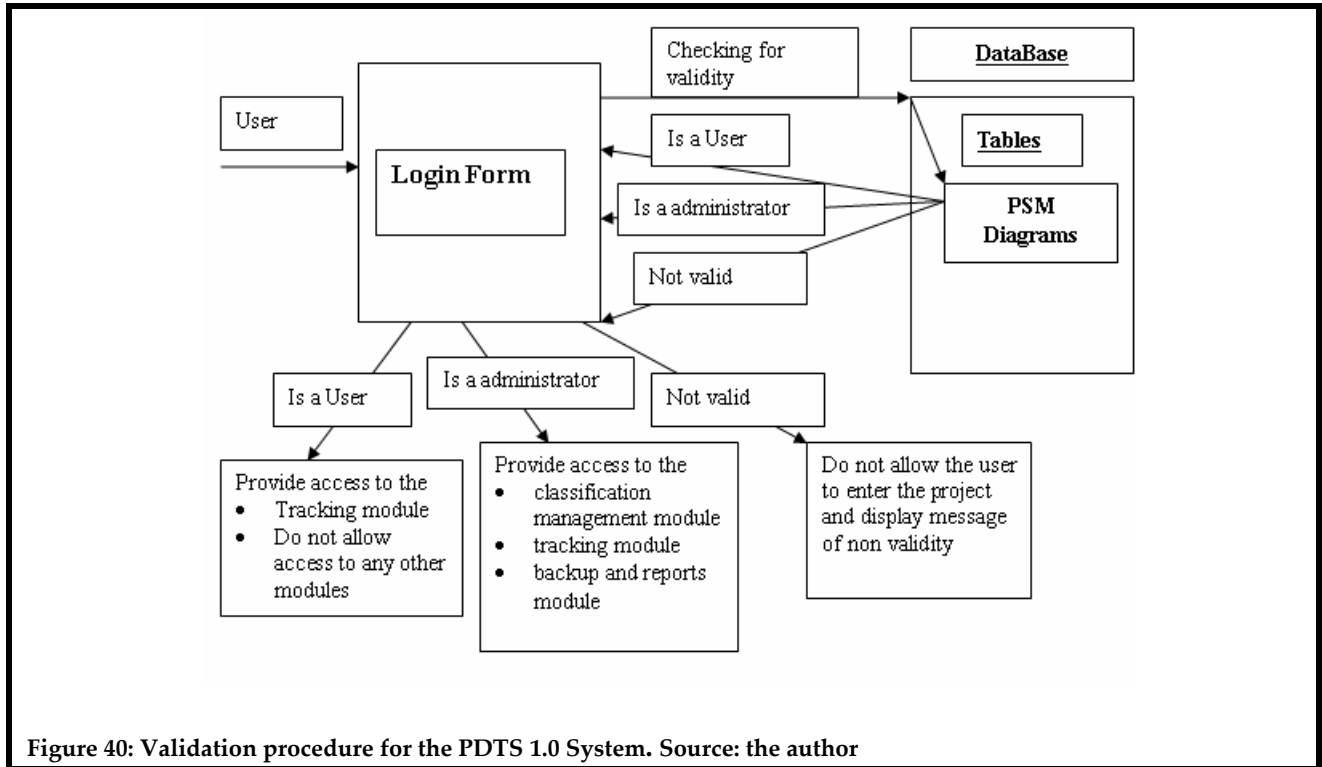 Checking for
validity
DataBase
User
Is a User
Tables
Login Form
Is a administrator
PSM
Diagrams
Not valid
Is a User
Is a administrator
Not valid
Provide access to the
• Tracking module
• Do not allow
access to any other
modules
Provide access to the
• classification
management module
• tracking module
• backup and reports
module
Do not allow the user
to enter the project
and display message
of non validity
Figure 40: Validation procedure for the PDTS 1.0 System. Source: the author